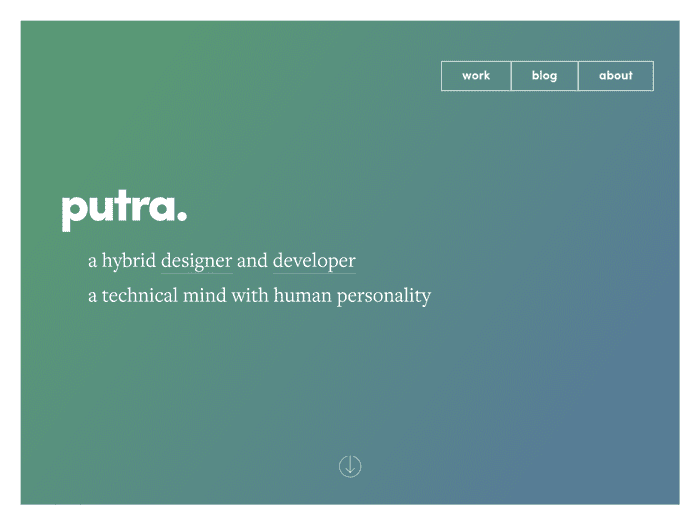 work blog about
putra.
a hybrid designer and developer
a technical mind with human personality